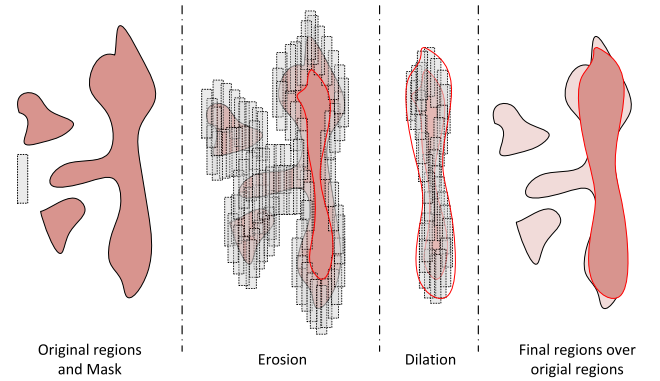 Original regions
and Mask
Erosion
Dilation
Final regions over
origial regions